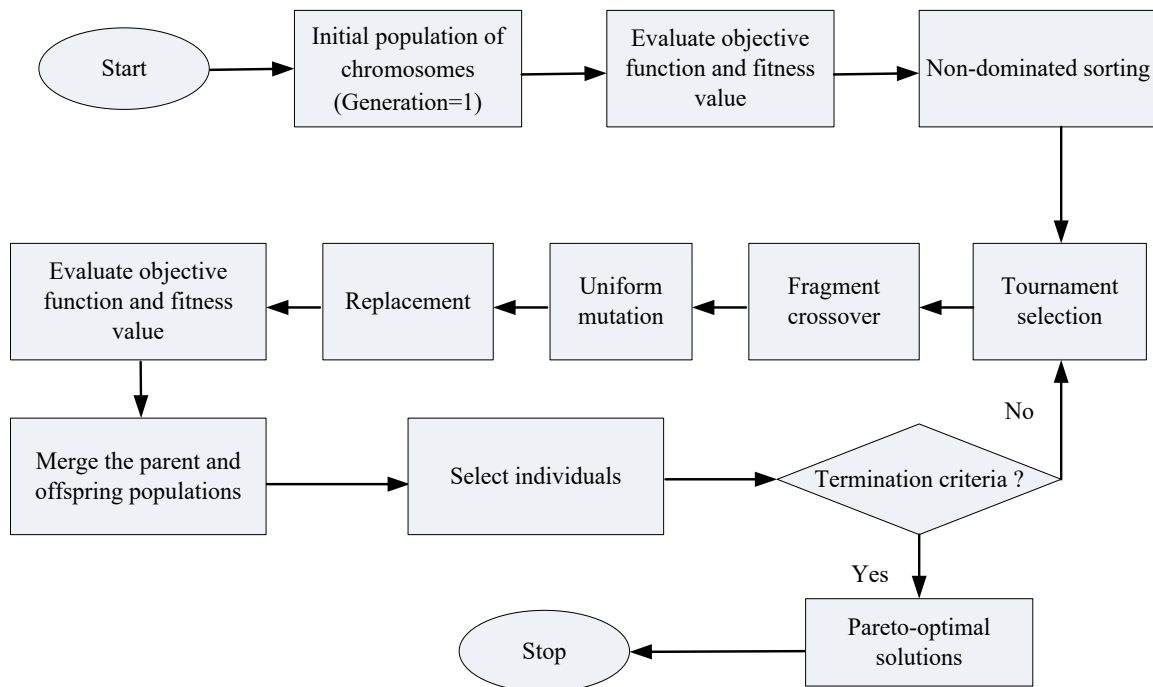 Start
Initial population of
chromosomes
(Generation=1)
Evaluate objective
function and fitness
value
Non-dominated sorting
Evaluate objective
function and fitness
value
Replacement
Uniform
mutation
Fragment
crossover
Tournament
selection
No
Merge the parent and
offspring populations
Select individuals
Termination criteria ?
Yes
Stop
Pareto-optimal
solutions